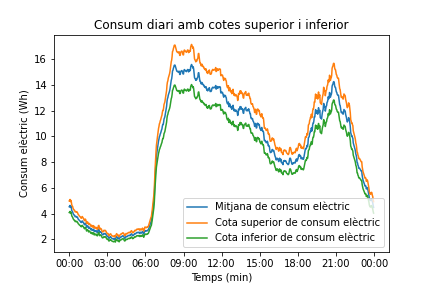 Consum diari amb cotes superior i inferior
Consum elèctric (Wh)
16
14
12
10
8
6
4
2
Mitjana de consum elèctric
Cota superior de consum elèctric
Cota inferior de consum elèctric
00:00 03:00 06:00 09:00 12:00 15:00 18:00 21:00 00:00
Temps (min)